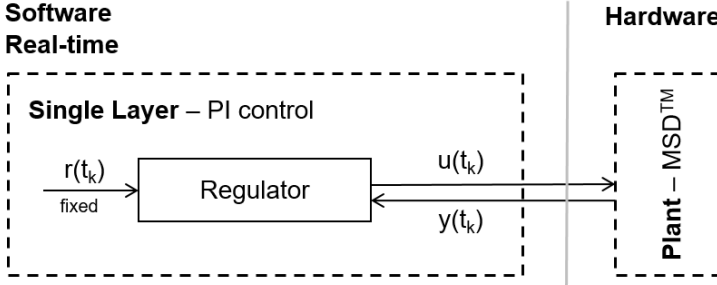 Software
Real-time
Hardware
Single Layer – PI control
r(tₖ)
fixed
Regulator
u(tₖ)
y(tₖ)
Plant – MSD™